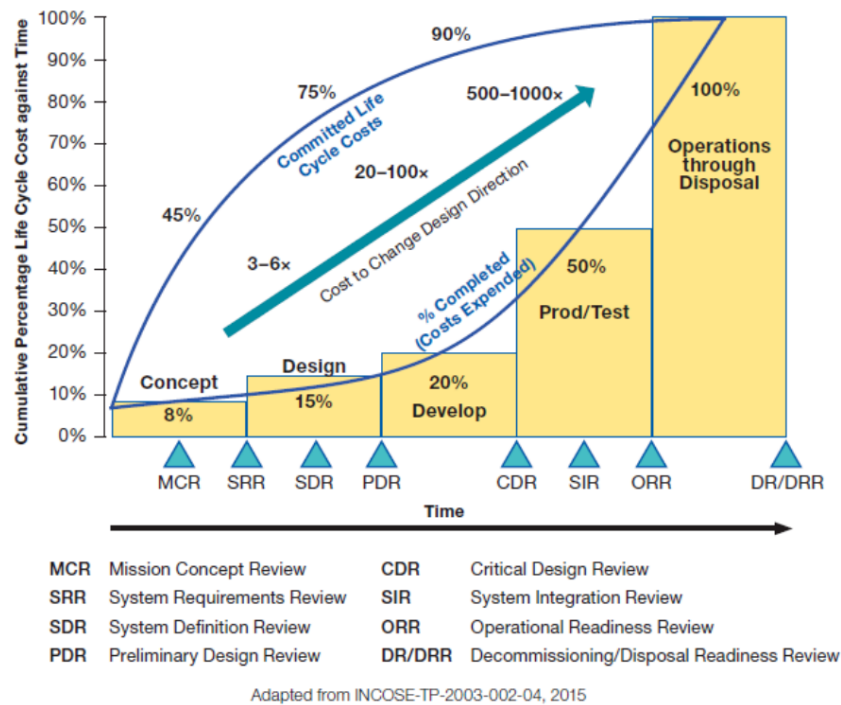 Cumulative Percentage Life Cycle Cost against Time
100%
90%
80%
70%
60%
50%
40%
30%
20%
10%
0%
90%
75%
500–1000×
100%
Committed Life
Cycle Costs
Operations
through
Disposal
20–100×
45%
Cost to Change Design Direction
3–6×
% Completed
(Costs Expended)
50%
Prod/Test
Concept
8%
Design
15%
20%
Develop
MCR SRR SDR PDR CDR SIR ORR DR/DRR
Time
MCR Mission Concept Review CDR Critical Design Review
SRR System Requirements Review SIR System Integration Review
SDR System Definition Review ORR Operational Readiness Review
PDR Preliminary Design Review DR/DRR Decommissioning/Disposal Readiness Review
Adapted from INCOSE-TP-2003-002-04, 2015